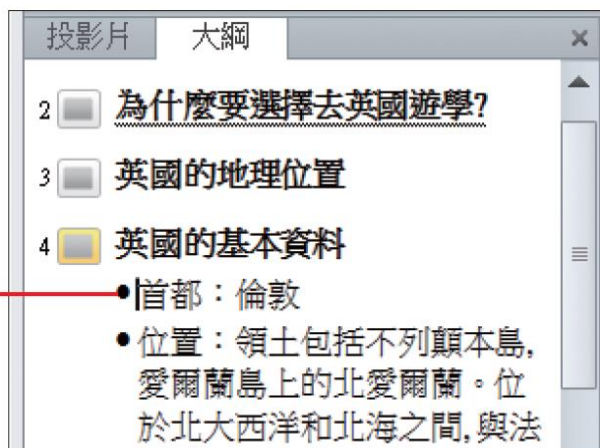 投影片 大綱
2 為什麼要選擇去英國遊學?
3 英國的地理位置
4 英國的基本資料
•首都：倫敦
•位置：領土包括不列顛本島,
愛爾蘭島上的北愛爾蘭。位
於北大西洋和北海之間,與法